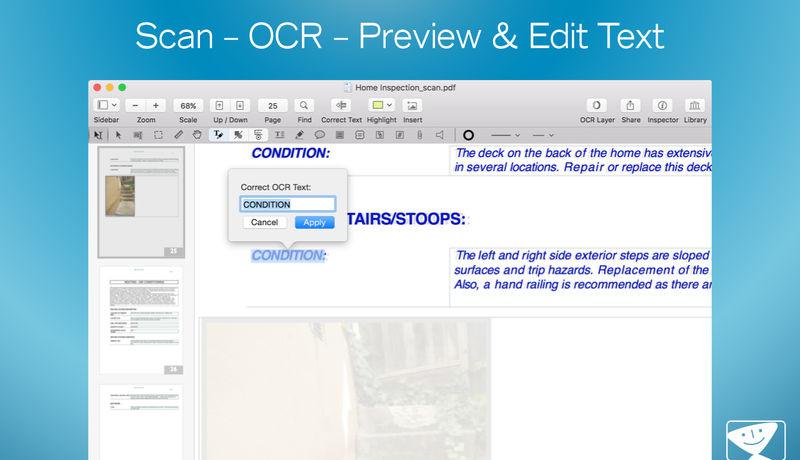 Scan – OCR – Preview & Edit Text
Home Inspection_scan.pdf
68%
25
Sidebar Zoom Scale Up / Down Page Find Correct Text Highlight Insert OCR Layer Share Inspector Library
CONDITION: The deck on the back of the home has extensiv
in several locations. Repair or replace this deck
Correct OCR Text:
CONDITION
Cancel Apply
TAIRS/STOOPS:
CONDITION: The left and right side exterior steps are sloped
surfaces and trip hazards. Replacement of the
Also, a hand railing is recommended as there ar
25
26